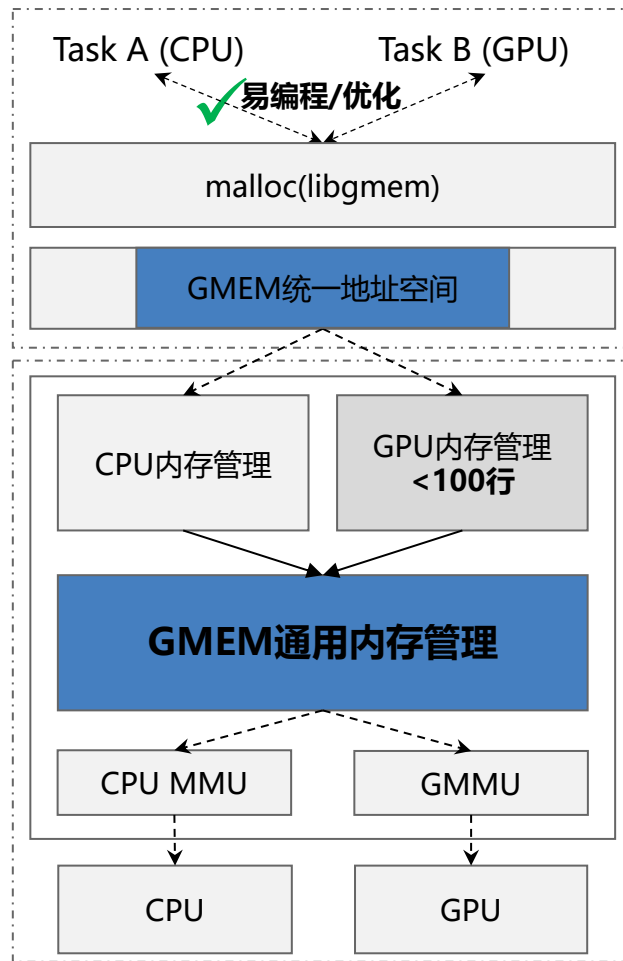 Task A (CPU)
Task B (GPU)
易编程/优化
malloc(libgmem)
GMEM统一地址空间
CPU内存管理
GPU内存管理
<100行
GMEM通用内存管理
CPU MMU
GMMU
CPU
GPU